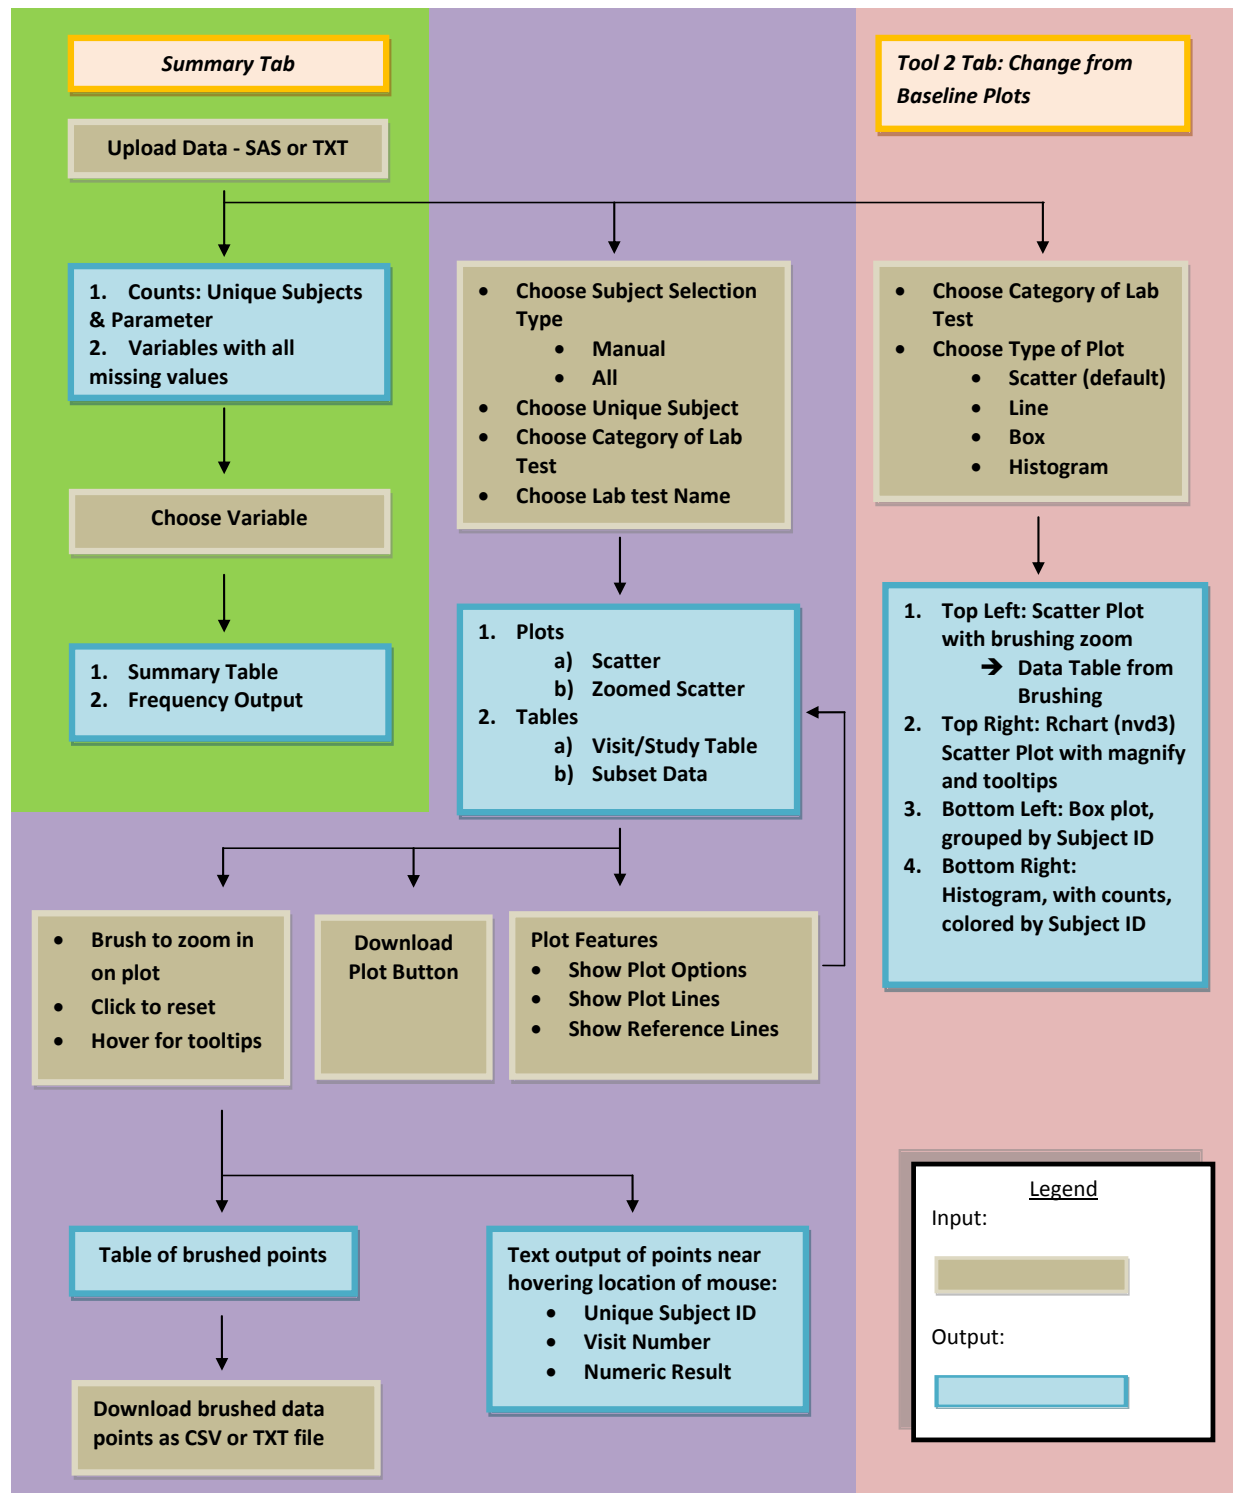 Summary Tab
Tool 2 Tab: Change from
Baseline Plots
Upload Data - SAS or TXT
1. Counts: Unique Subjects
& Parameter
2. Variables with all
missing values
• Choose Subject Selection
Type
• Manual
• All
• Choose Unique Subject
• Choose Category of Lab
Test
• Choose Lab test Name
• Choose Category of Lab
Test
• Choose Type of Plot
• Scatter (default)
• Line
• Box
• Histogram
Choose Variable
1. Summary Table
2. Frequency Output
1. Plots
a) Scatter
b) Zoomed Scatter
2. Tables
a) Visit/Study Table
b) Subset Data
1. Top Left: Scatter Plot
with brushing zoom
➔ Data Table from
Brushing
2. Top Right: Rchart (nvd3)
Scatter Plot with magnify
and tooltips
3. Bottom Left: Box plot,
grouped by Subject ID
4. Bottom Right:
Histogram, with counts,
colored by Subject ID
• Brush to zoom in
on plot
• Click to reset
• Hover for tooltips
Download
Plot Button
Plot Features
• Show Plot Options
• Show Plot Lines
• Show Reference Lines
Table of brushed points
Text output of points near
hovering location of mouse:
• Unique Subject ID
• Visit Number
• Numeric Result
Download brushed data
points as CSV or TXT file
Legend
Input:
Output: